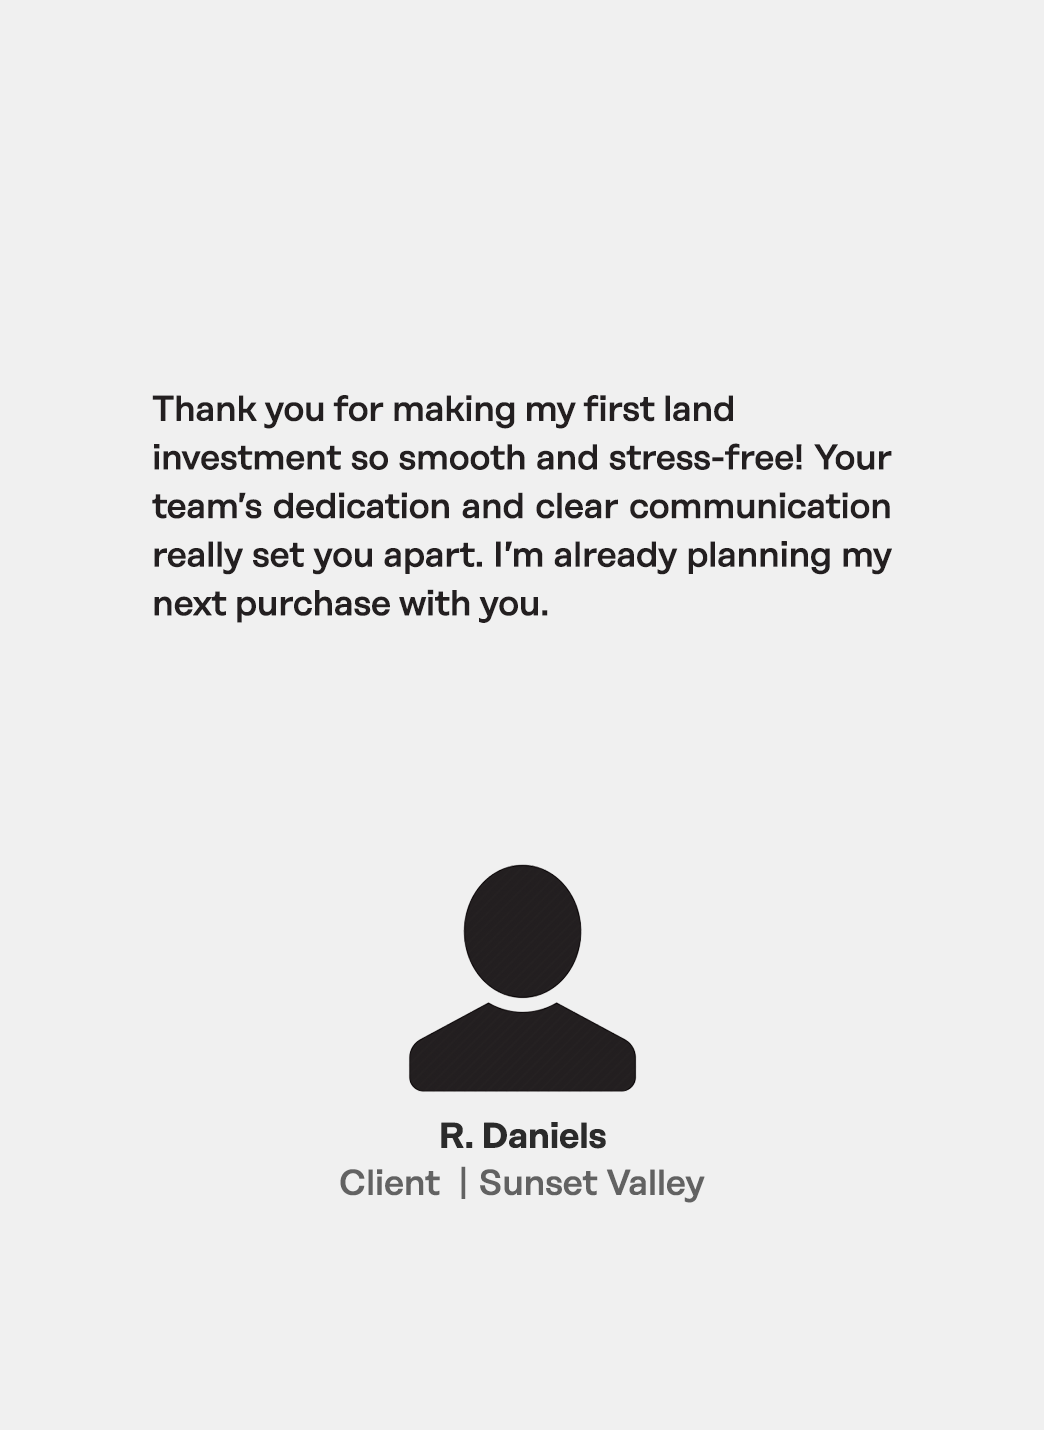 Thank you for making my first land
investment so smooth and stress-free! Your
team’s dedication and clear communication
really set you apart. I’m already planning my
next purchase with you.
R. Daniels
Client | Sunset Valley